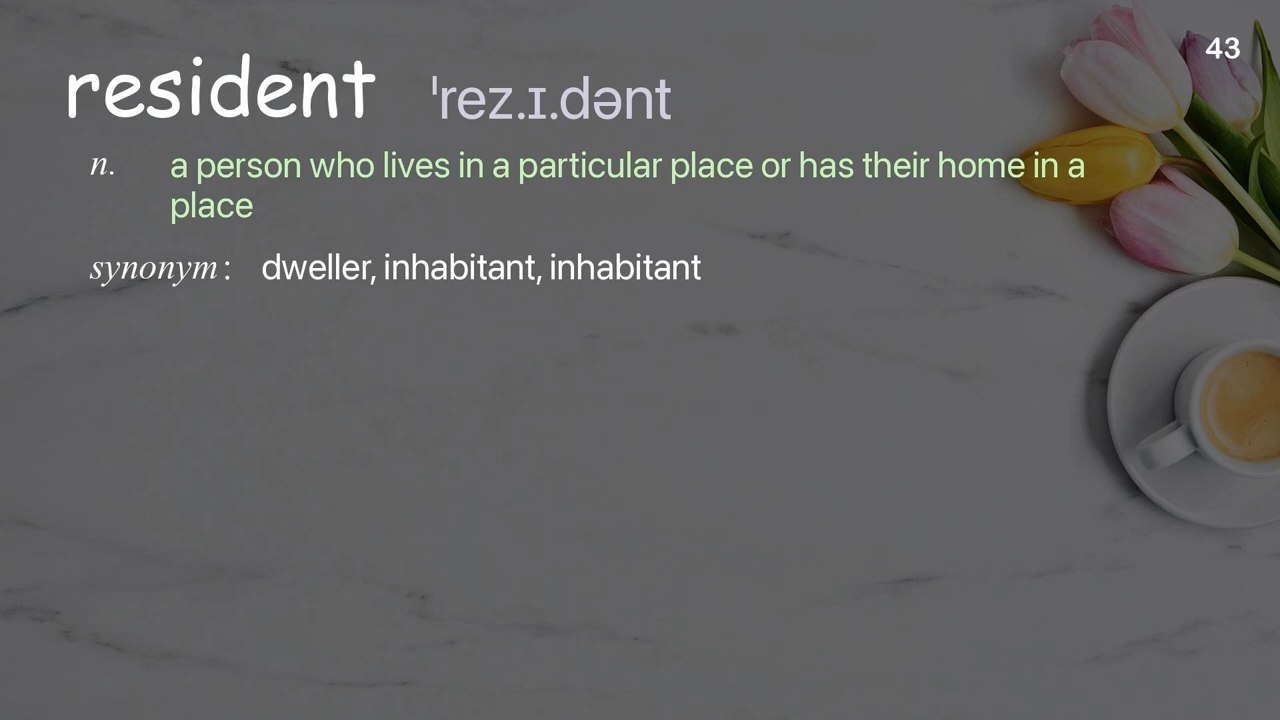 43
resident ˈrez.ɪ.dənt
n. a person who lives in a particular place or has their home in a
place
synonym : dweller, inhabitant, inhabitant